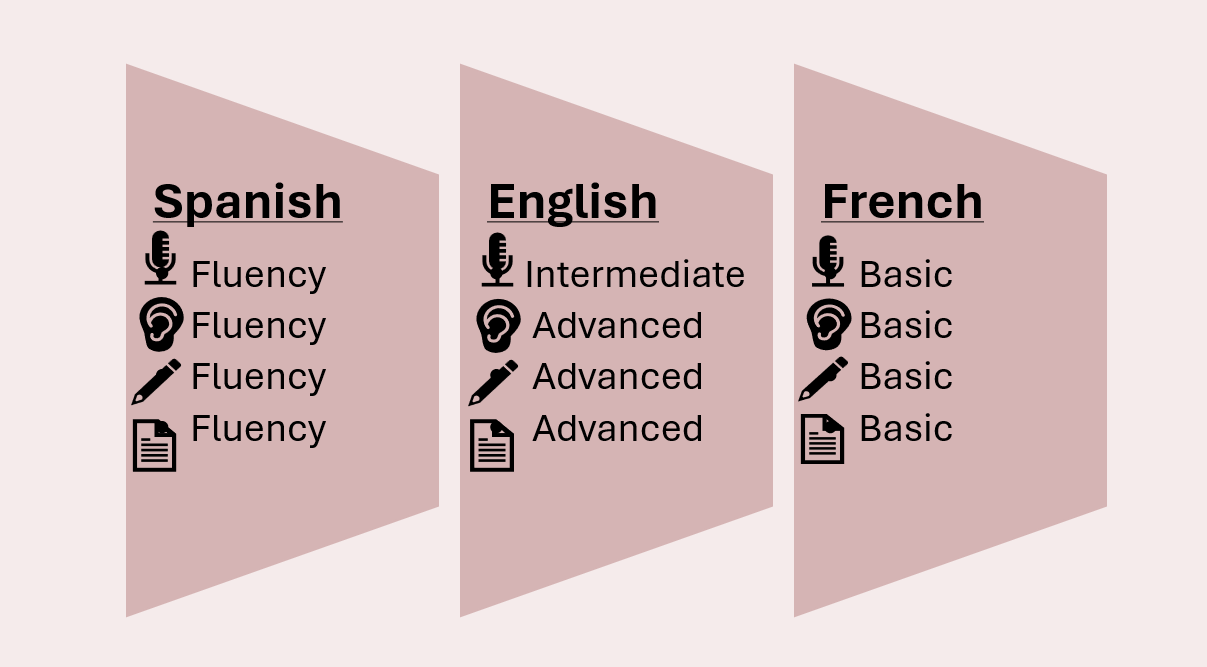 Spanish
Fluency
Fluency
Fluency
Fluency
English
Intermediate
Advanced
Advanced
Advanced
French
Basic
Basic
Basic
Basic